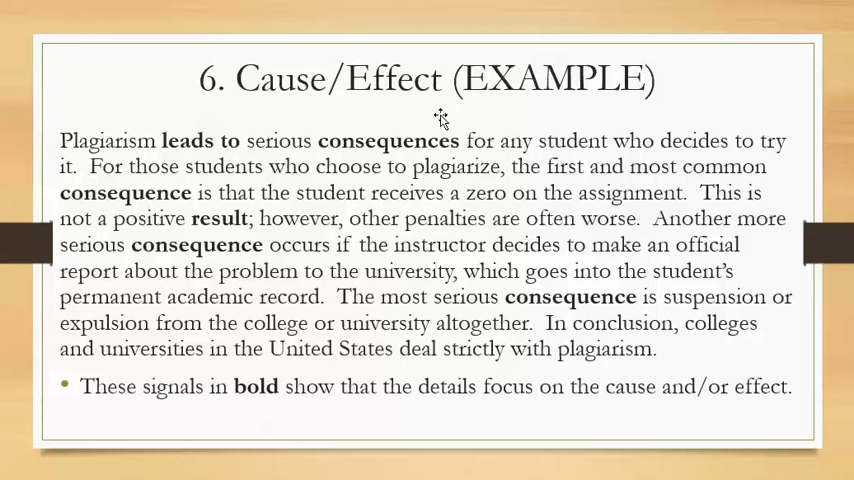 6. Cause/Effect (EXAMPLE)
Plagiarism leads to serious consequences for any student who decides to try
it.  For those students who choose to plagiarize, the first and most common
consequence is that the student receives a zero on the assignment.  This is
not a positive result; however, other penalties are often worse.  Another more
serious consequence occurs if the instructor decides to make an official
report about the problem to the university, which goes into the student's
permanent academic record.  The most serious consequence is suspension or
expulsion from the college or university altogether.  In conclusion, colleges
and universities in the United States deal strictly with plagiarism.
• These signals in bold show that the details focus on the cause and/or effect.